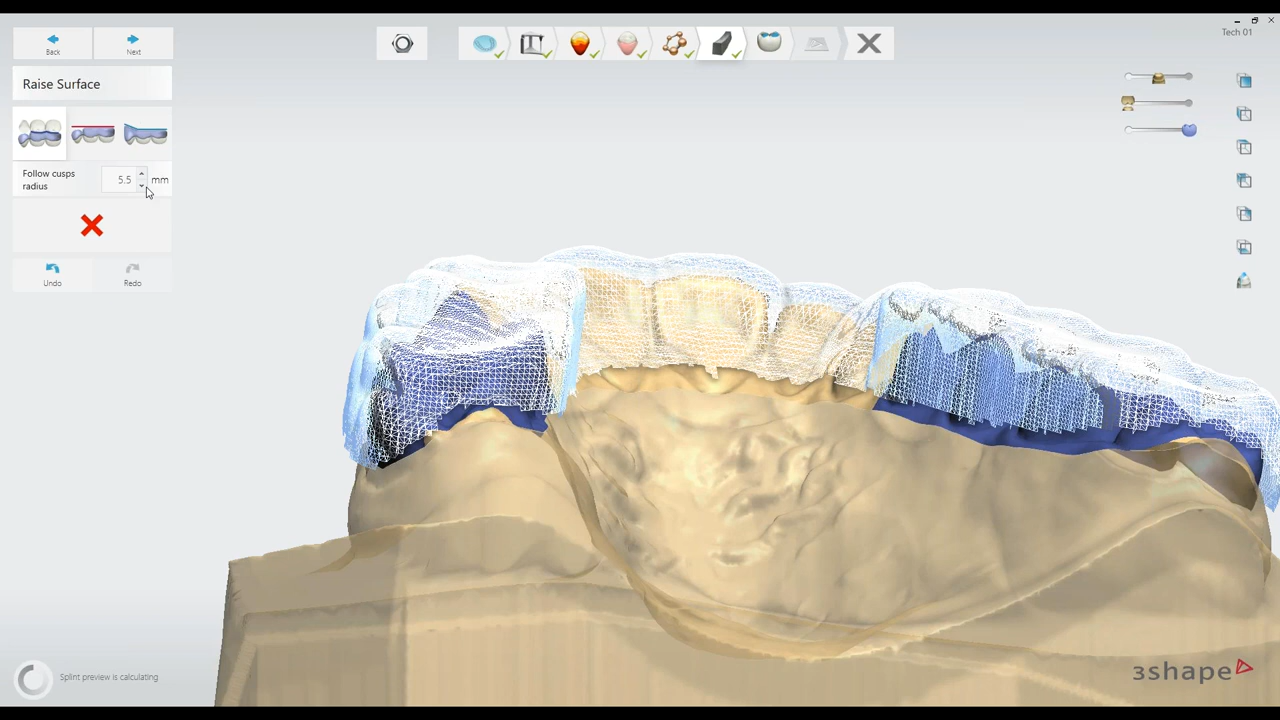 Tech 01
Back
Next
Raise Surface
Follow cusps
radius
5.5
mm
Undo
Redo
Splint preview is calculating
3shape